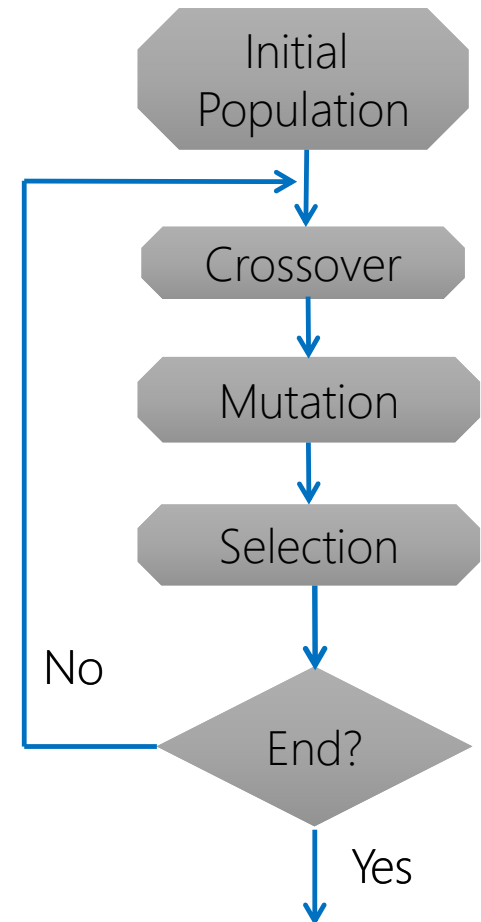 Initial
Population
Crossover
Mutation
Selection
No
End?
Yes